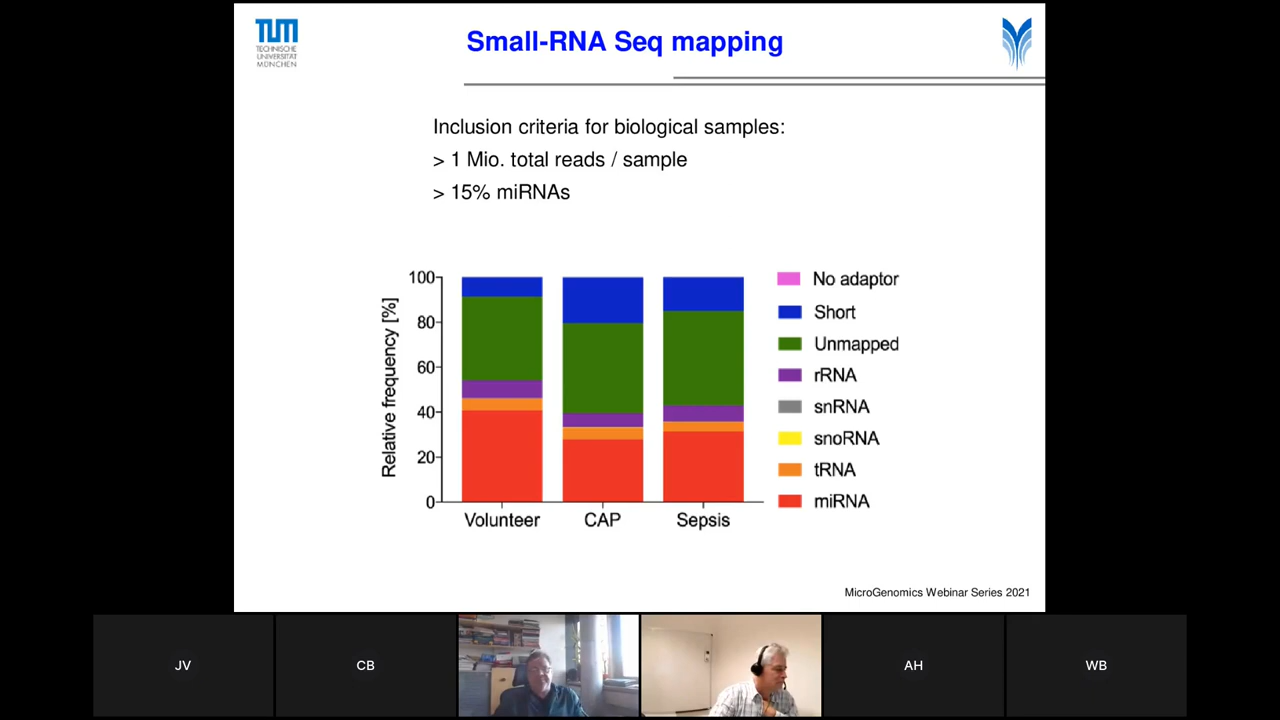 TUM
TECHNISCHE
UNIVERSITÄT
MÜNCHEN
Small-RNA Seq mapping
Inclusion criteria for biological samples:
> 1 Mio. total reads / sample
> 15% miRNAs
Relative frequency [%]
100
80
60
40
20
0
Volunteer CAP Sepsis
No adaptor
Short
Unmapped
rRNA
snRNA
snoRNA
tRNA
miRNA
MicroGenomics Webinar Series 2021
JV CB AH WB